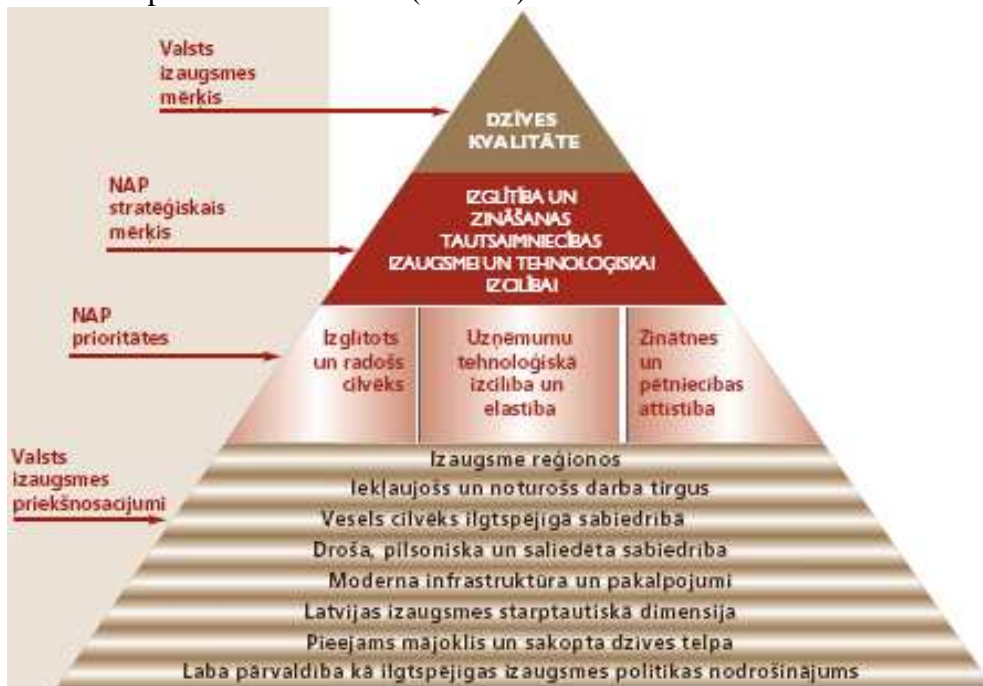 Valsts
izaugsmes
mērķis
DZĪVES
KVALITĀTE
NAP
stratēģiskais
mērķis
IZGLĪTĪBA UN
ZINĀŠANAS
TAUTSAIMNIECĪBAS
IZAUGSMEI UN TEHNOLOĢISKAI
IZCILĪBAI
NAP
prioritātes
Izglītots
un radošs
cilvēks
Uzņēmumu
tehnoloģiskā
izcilība un
elastība
Zinātnes
un
pētniecības
attīstība
Valsts
izaugsmes
priekšnosacījumi
Izaugsme reģionos
Iekļaujošs un noturošs darba tirgus
Vesels cilvēks ilgtspējīgā sabiedrībā
Droša, pilsoniska un saliedēta sabiedrība
Moderna infrastruktūra un pakalpojumi
Latvijas izaugsmes starptautiskā dimensija
Pieejams mājoklis un sakopta dzīves telpa
Laba pārvaldība kā ilgtspējīgas izaugsmes politikas nodrošinājums